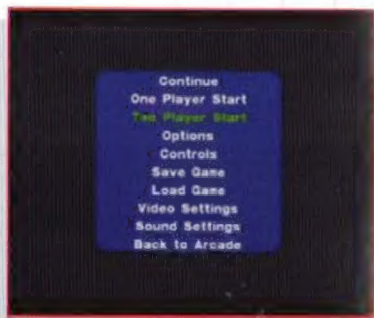 Continue
One Player Start
Two Player Start
Options
Controls
Save Game
Load Game
Video Settings
Sound Settings
Back to Arcade